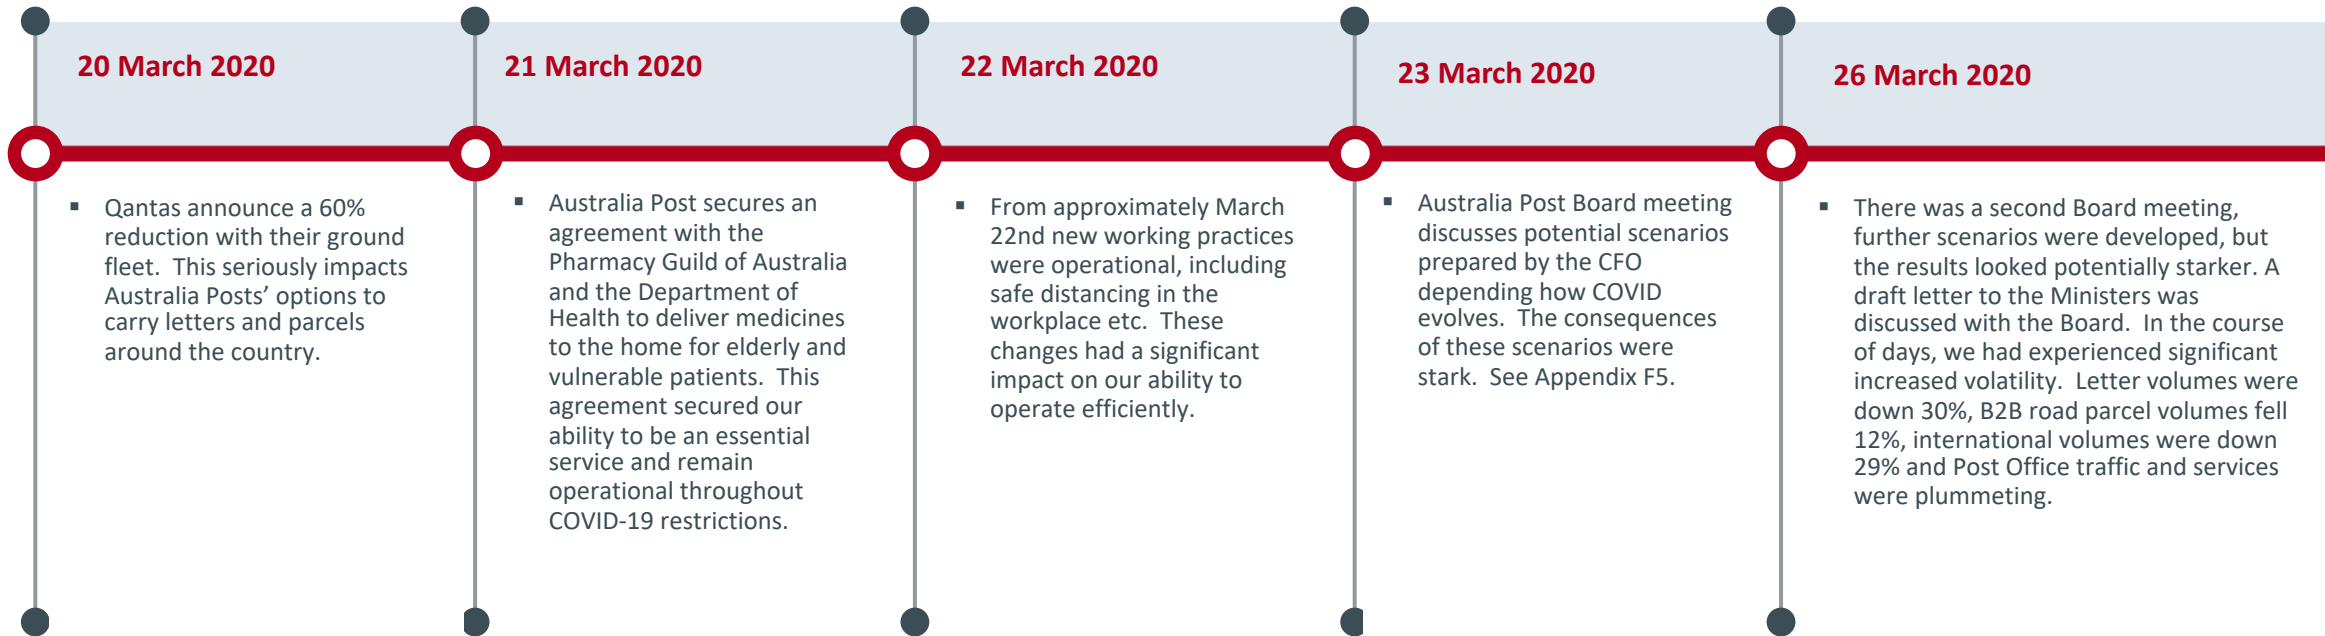 20 March 2020
▪ Qantas announce a 60%
reduction with their ground
fleet.  This seriously impacts
Australia Posts’ options to
carry letters and parcels
around the country.
21 March 2020
▪ Australia Post secures an
agreement with the
Pharmacy Guild of Australia
and the Department of
Health to deliver medicines
to the home for elderly and
vulnerable patients.  This
agreement secured our
ability to be an essential
service and remain
operational throughout
COVID-19 restrictions.
22 March 2020
▪ From approximately March
22nd new working practices
were operational, including
safe distancing in the
workplace etc.  These
changes had a significant
impact on our ability to
operate efficiently.
23 March 2020
▪ Australia Post Board meeting
discusses potential scenarios
prepared by the CFO
depending how COVID
evolves.  The consequences
of these scenarios were
stark.  See Appendix F5.
26 March 2020
▪ There was a second Board meeting,
further scenarios were developed, but
the results looked potentially starker. A
draft letter to the Ministers was
discussed with the Board.  In the course
of days, we had experienced significant
increased volatility.  Letter volumes were
down 30%, B2B road parcel volumes fell
12%, international volumes were down
29% and Post Office traffic and services
were plummeting.